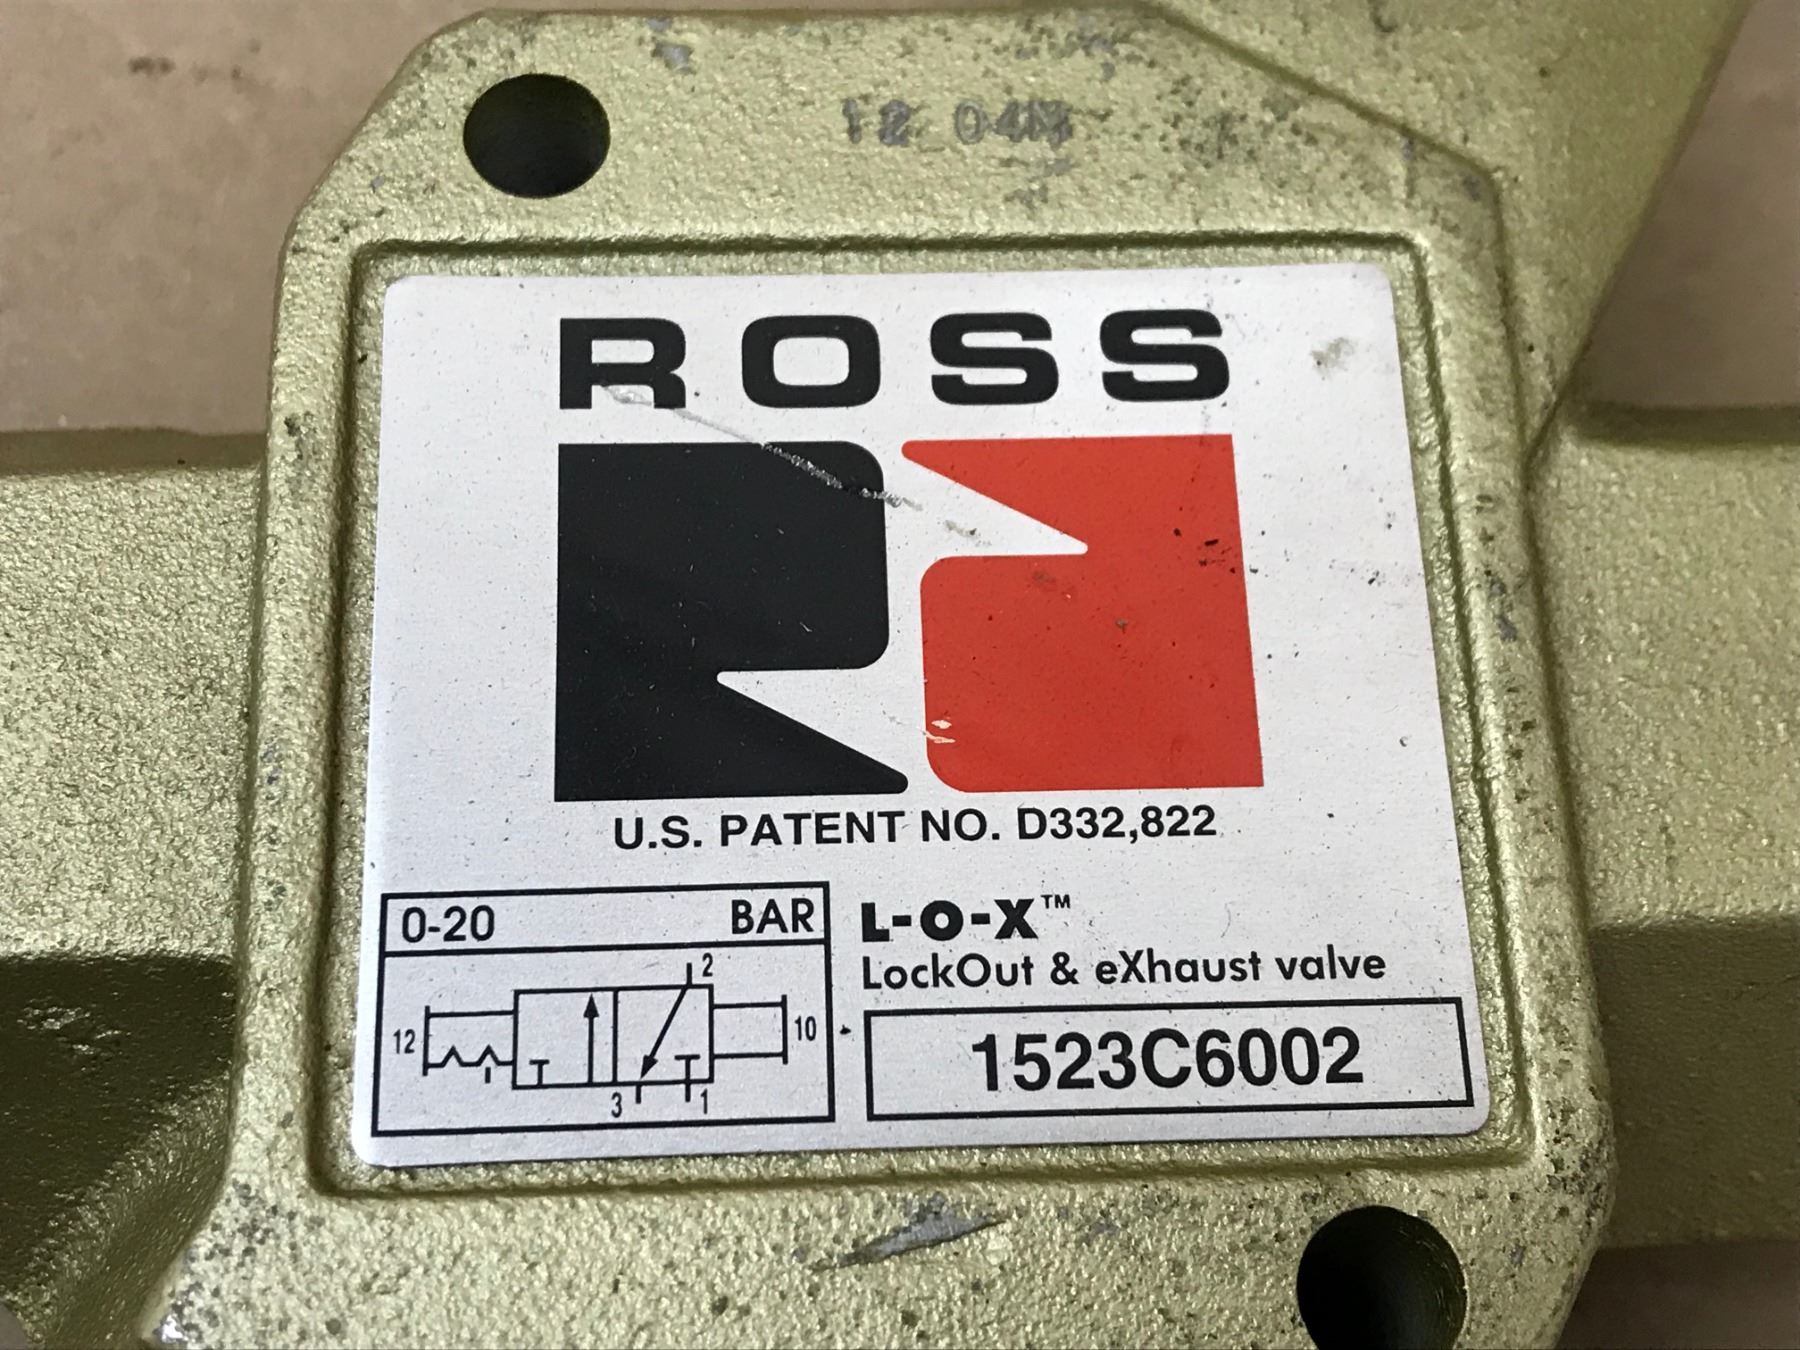 12 04M
ROSS
U.S. PATENT NO. D332,822
0-20 BAR
2
12
10
3 1
L-O-X™
LockOut & eXhaust valve
1523C6002